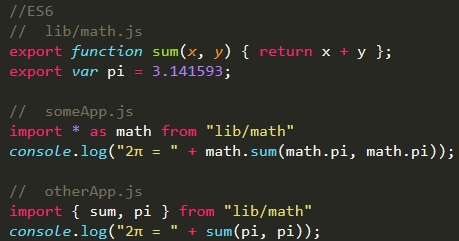 //ES6
//  lib/math.js
export function sum(x, y) { return x + y };
export var pi = 3.141593;

//  someApp.js
import * as math from "lib/math"
console.log("2π = " + math.sum(math.pi, math.pi));

//  otherApp.js
import { sum, pi } from "lib/math"
console.log("2π = " + sum(pi, pi));